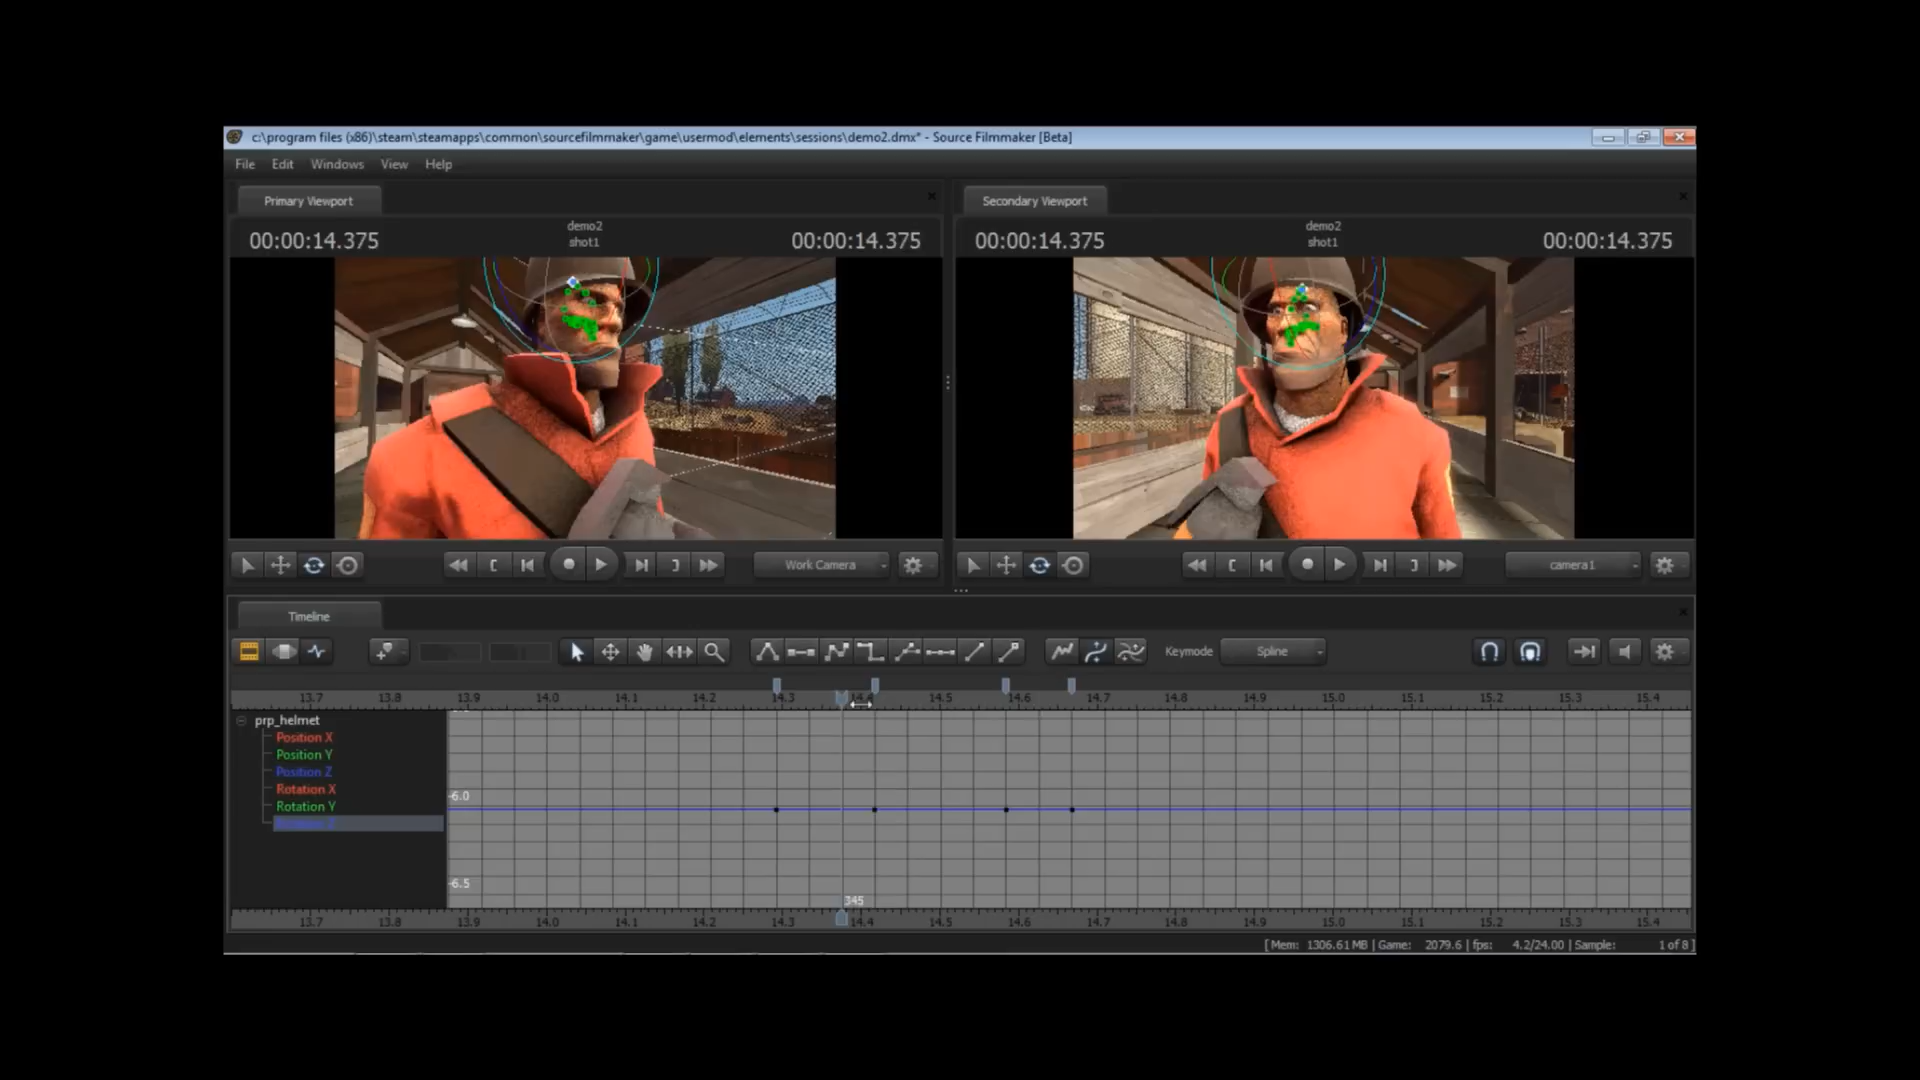 c:\program files (x86)\steam\steamapps\common\sourcefilmmaker\game\usermod\elements\sessions\demo2.dmx* - Source Filmmaker [Beta]
File Edit Windows View Help
Primary Viewport
Secondary Viewport
00:00:14.375 demo2 shot1 00:00:14.375
00:00:14.375 demo2 shot1 00:00:14.375
Work Camera
camera1
Timeline
Keymode Spline
13.7 13.8 13.9 14.0 14.1 14.2 14.3 14.4 14.5 14.6 14.7 14.8 14.9 15.0 15.1 15.2 15.3 15.4
prp_helmet
Position X
Position Y
Position Z
Rotation X
Rotation Y
Rotation Z
-6.0
-6.5
345
13.7 13.8 13.9 14.0 14.1 14.2 14.3 14.4 14.5 14.6 14.7 14.8 14.9 15.0 15.1 15.2 15.3 15.4
[ Mem: 1306.61 MB | Game: 2079.6 | fps: 4.2/24.00 | Sample: 1 of 8 ]